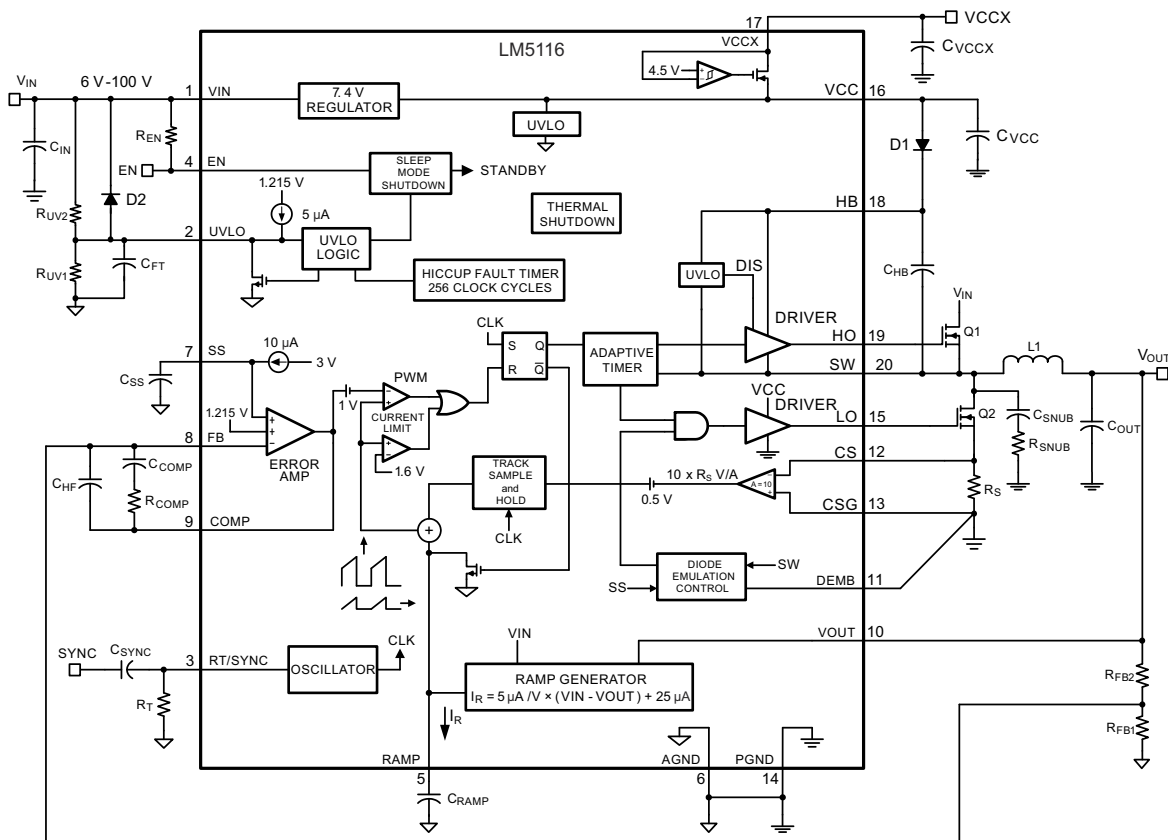 17
VCCX
LM5116
VCCX
CVCCX
4.5 V
VIN
6 V-100 V
1
VIN
7.4 V
REGULATOR
VCC
16
UVLO
CIN
REN
D1
CVCC
EN
4
EN
SLEEP
MODE
SHUTDOWN
STANDBY
1.215 V
D2
RUV2
5 µA
THERMAL
SHUTDOWN
HB
18
2
UVLO
UVLO
LOGIC
RUV1
CFT
UVLO
DIS
CHB
HICCUP FAULT TIMER
256 CLOCK CYCLES
VIN
CLK
DRIVER
HO
19
Q1
7
SS
10 µA
3 V
S
Q
R
Q
ADAPTIVE
TIMER
L1
VOUT
SW
20
CSS
PWM
1 V
CURRENT
LIMIT
VCC
DRIVER
LO
15
Q2
CSNUB
RSNUB
COUT
1.215 V
8
FB
ERROR
AMP
1.6 V
CS
12
CCOMP
CHF
RCOMP
TRACK
SAMPLE
and
HOLD
10 x RS V/A
0.5 V
A = 10
RS
CSG
13
9
COMP
+
CLK
DIODE
EMULATION
CONTROL
SW
SS
DEMB
11
VOUT
10
SYNC
CSYNC
3
RT/SYNC
OSCILLATOR
CLK
VIN
RAMP GENERATOR
IR = 5 µA /V × (VIN - VOUT) + 25 µA
RT
IR
RFB2
RFB1
RAMP
5
AGND
6
PGND
14
CRAMP